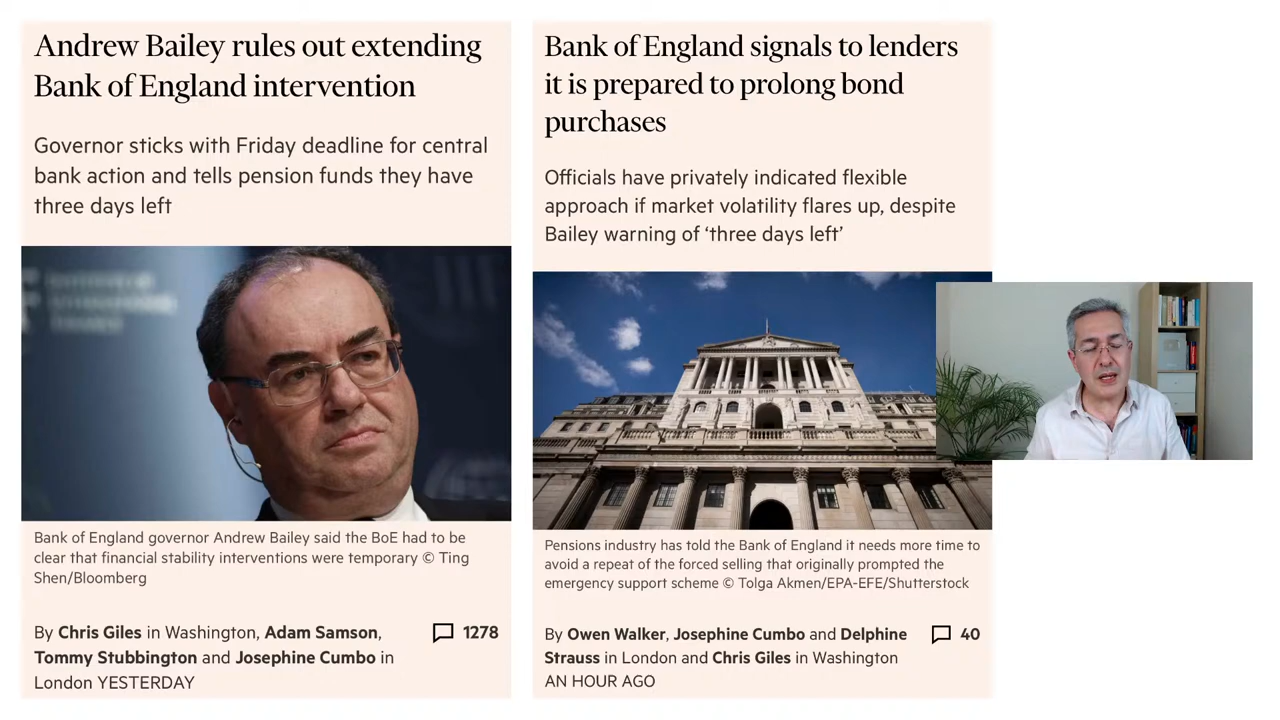 Andrew Bailey rules out extending
Bank of England intervention
Governor sticks with Friday deadline for central
bank action and tells pension funds they have
three days left
Bank of England governor Andrew Bailey said the BoE had to be
clear that financial stability interventions were temporary © Ting
Shen/Bloomberg
By Chris Giles in Washington, Adam Samson,
Tommy Stubbington and Josephine Cumbo in
London YESTERDAY
1278
Bank of England signals to lenders
it is prepared to prolong bond
purchases
Officials have privately indicated flexible
approach if market volatility flares up, despite
Bailey warning of ‘three days left’
Pensions industry has told the Bank of England it needs more time to
avoid a repeat of the forced selling that originally prompted the
emergency support scheme © Tolga Akmen/EPA-EFE/Shutterstock
By Owen Walker, Josephine Cumbo and Delphine
Strauss in London and Chris Giles in Washington
AN HOUR AGO
40